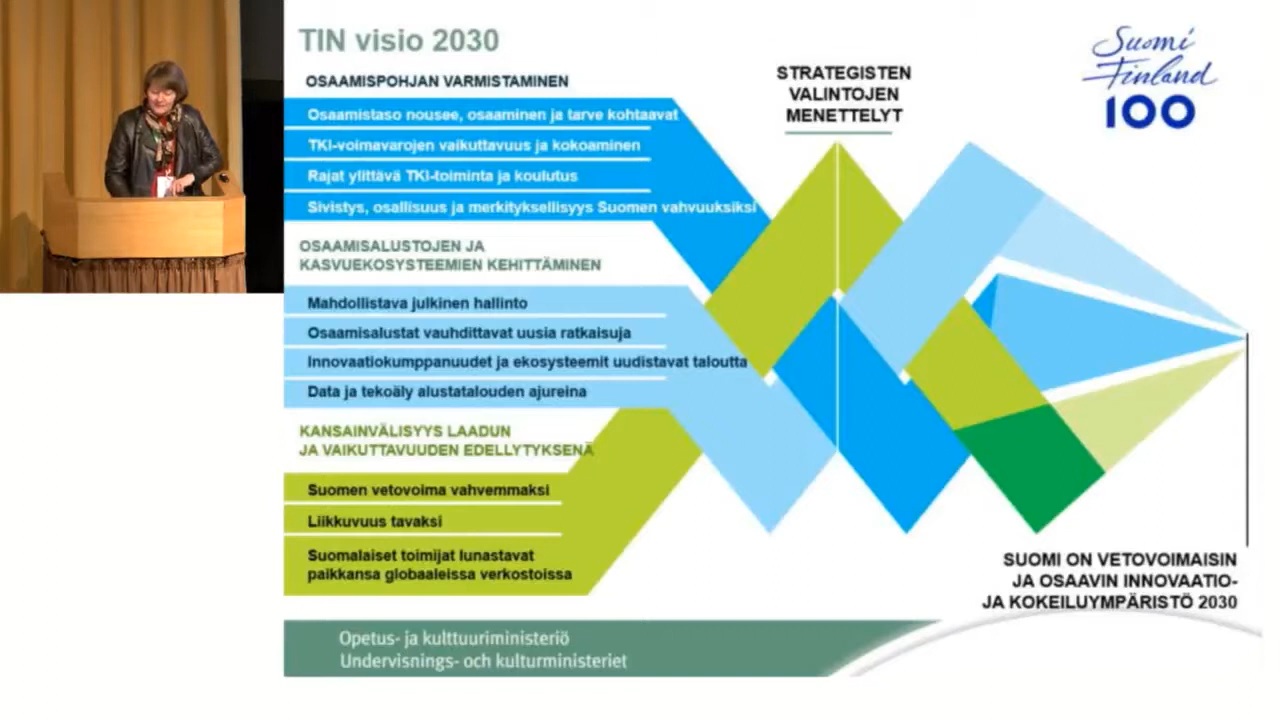 TIN visio 2030
OSAAMISPOHJAN VARMISTAMINEN
Osaamistaso nousee, osaaminen ja tarve kohtaavat
TKI-voimavarojen vaikuttavuus ja kokoaminen
Rajat ylittävä TKI-toiminta ja koulutus
Sivistys, osallisuus ja merkityksellisyys Suomen vahvuuksiksi
OSAAMISALUSTOJEN JA
KASVUEKOSYSTEEMIEN KEHITTÄMINEN
Mahdollistava julkinen hallinto
Osaamisalustat vauhdittavat uusia ratkaisuja
Innovaatiokumppanuudet ja ekosysteemit uudistavat taloutta
Data ja tekoäly alustatalouden ajureina
KANSAINVÄLISYYS LAADUN
JA VAIKUTTAVUUDEN EDELLYTYKSENÄ
Suomen vetovoima vahvemmaksi
Liikkuvuus tavaksi
Suomalaiset toimijat lunastavat
paikkansa globaaleissa verkostoissa
STRATEGISTEN
VALINTOJEN
MENETTELYT
Suomi
Finland
100
SUOMI ON VETOVOIMAISIN
JA OSAAVIN INNOVAATIO-
JA KOKEILUYMPÄRISTÖ 2030
Opetus- ja kulttuuriministeriö
Undervisnings- och kulturministeriet